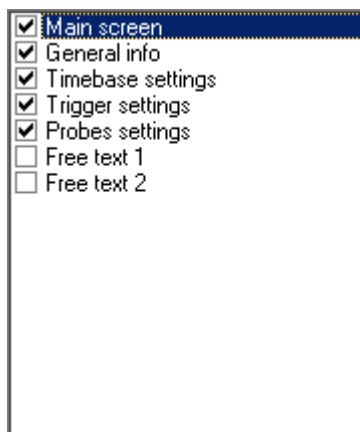 Main screen
General info
Timebase settings
Trigger settings
Probes settings
Free text 1
Free text 2